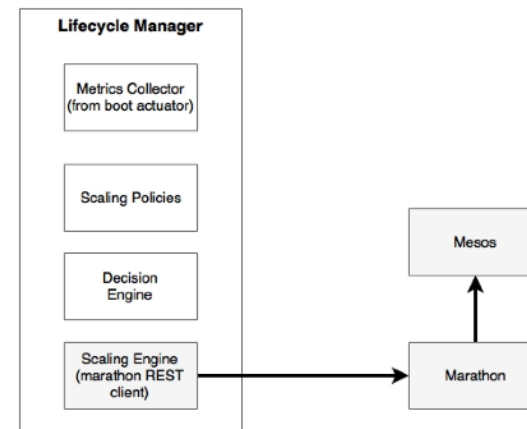 Lifecycle Manager
Metrics Collector
(from boot actuator)
Scaling Policies
Mesos
Decision
Engine
Scaling Engine
(marathon REST
client)
Marathon